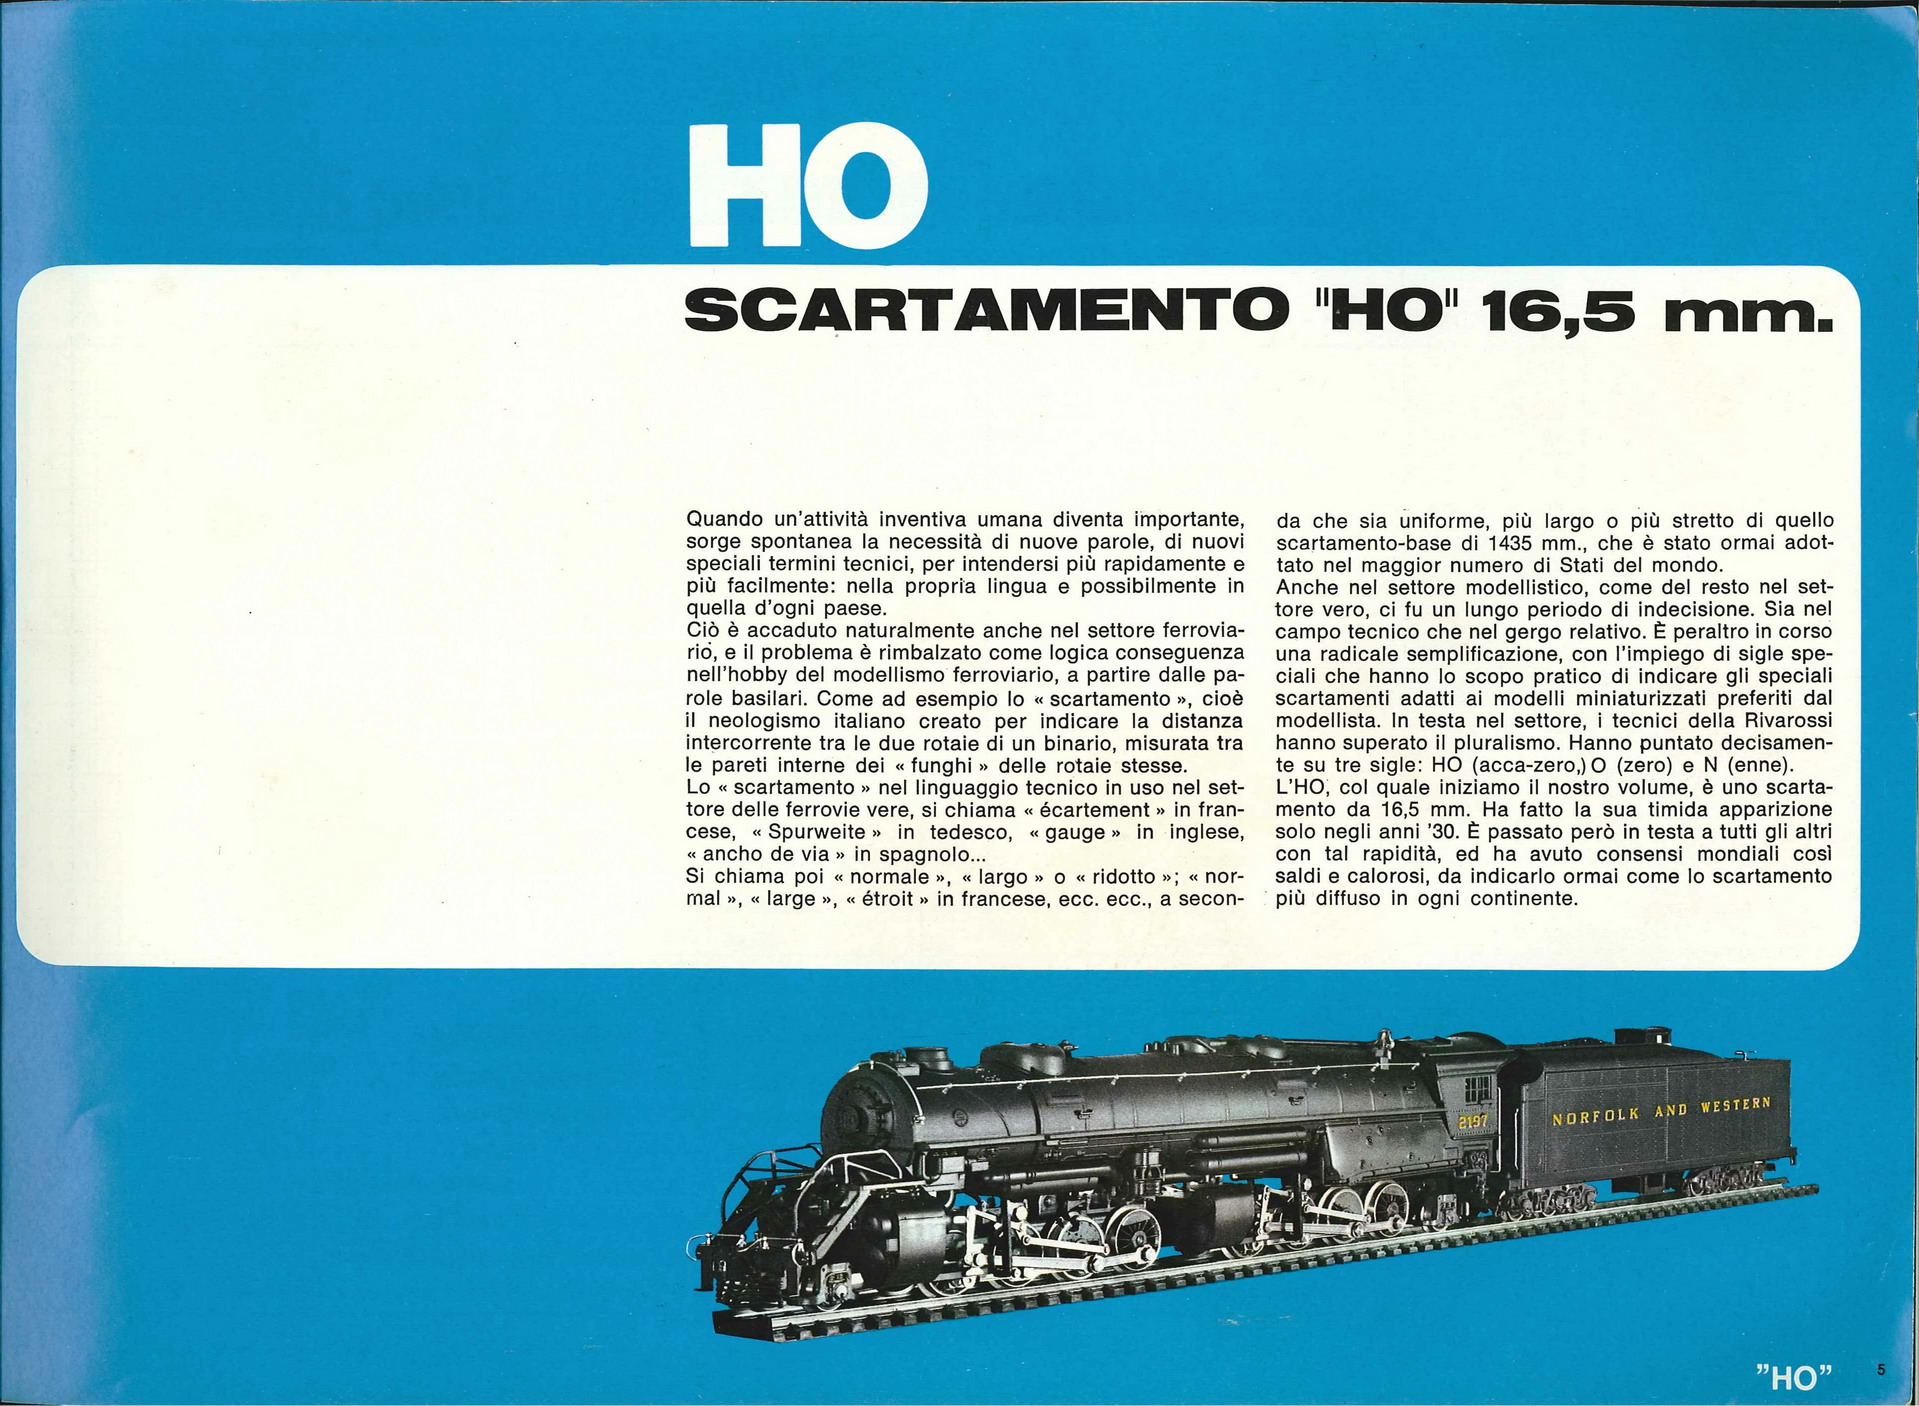 HO
SCARTAMENTO "HO" 16,5 mm.
Quando un'attività inventiva umana diventa importante,
sorge spontanea la necessità di nuove parole, di nuovi
speciali termini tecnici, per intendersi più rapidamente e
più facilmente: nella propria lingua e possibilmente in
quella d'ogni paese.
Ciò è accaduto naturalmente anche nel settore ferrovia-
rio, e il problema è rimbalzato come logica conseguenza
nell'hobby del modellismo ferroviario, a partire dalle pa-
role basilari. Come ad esempio lo « scartamento », cioè
il neologismo italiano creato per indicare la distanza
intercorrente tra le due rotaie di un binario, misurata tra
le pareti interne dei « funghi » delle rotaie stesse.
Lo « scartamento » nel linguaggio tecnico in uso nel set-
tore delle ferrovie vere, si chiama « écartement » in fran-
cese, « Spurweite » in tedesco, « gauge » in inglese,
« ancho de via » in spagnolo...
Si chiama poi « normale », « largo » o « ridotto »; « nor-
mal », « large », « étroit » in francese, ecc. ecc., a secon-
da che sia uniforme, più largo o più stretto di quello
scartamento-base di 1435 mm., che è stato ormai adot-
tato nel maggior numero di Stati del mondo.
Anche nel settore modellistico, come del resto nel set-
tore vero, ci fu un lungo periodo di indecisione. Sia nel
campo tecnico che nel gergo relativo. È peraltro in corso
una radicale semplificazione, con l'impiego di sigle spe-
ciali che hanno lo scopo pratico di indicare gli speciali
scartamenti adatti ai modelli miniaturizzati preferiti dal
modellista. In testa nel settore, i tecnici della Rivarossi
hanno superato il pluralismo. Hanno puntato decisamen-
te su tre sigle: HO (acca-zero,) O (zero) e N (enne).
L'HO, col quale iniziamo il nostro volume, è uno scarta-
mento da 16,5 mm. Ha fatto la sua timida apparizione
solo negli anni '30. È passato però in testa a tutti gli altri
con tal rapidità, ed ha avuto consensi mondiali così
saldi e calorosi, da indicarlo ormai come lo scartamento
più diffuso in ogni continente.
2197
NORFOLK AND WESTERN
"HO"
5